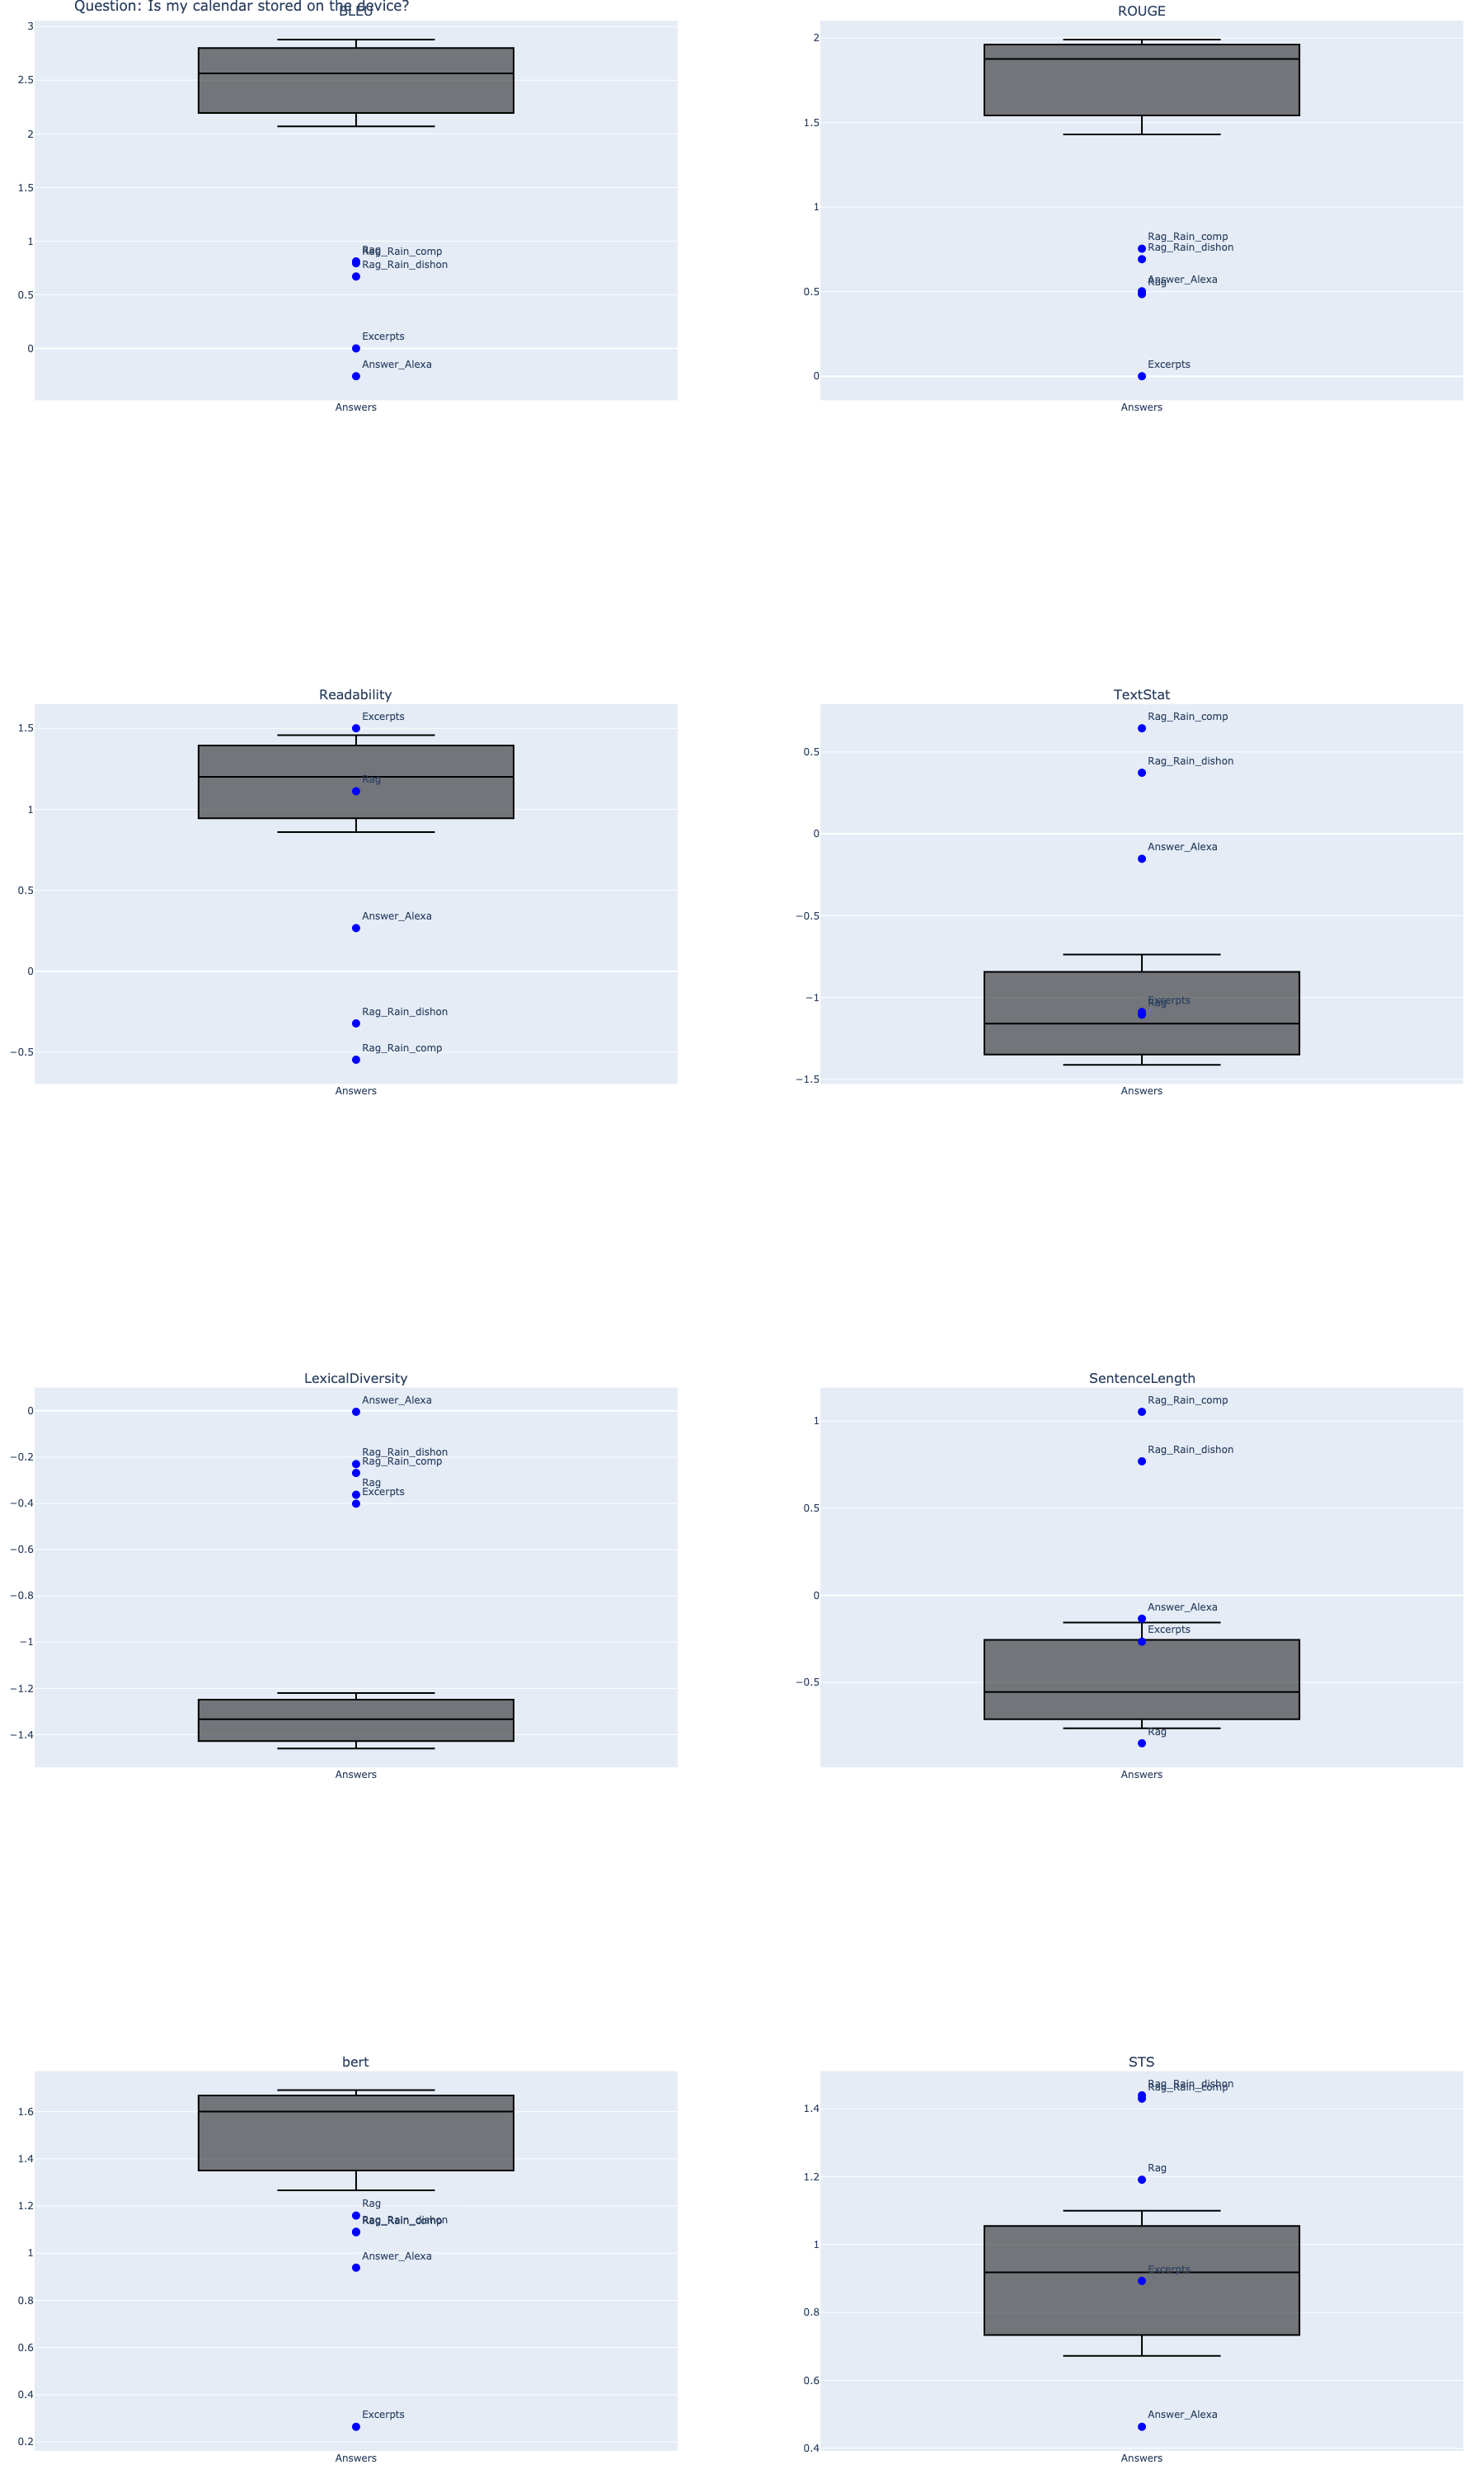 Question: Is my calendar stored on the device?
BLEU
3
2.5
2
1.5
1
0.5
0
Rag
Rag_Rain_comp
Rag_Rain_dishon
Excerpts
Answer_Alexa
Answers
ROUGE
2
1.5
1
0.5
0
Rag_Rain_comp
Rag_Rain_dishon
Answer_Alexa
Rag
Excerpts
Answers
Readability
1.5
1
0.5
0
−0.5
Excerpts
Rag
Answer_Alexa
Rag_Rain_dishon
Rag_Rain_comp
Answers
TextStat
0.5
0
−0.5
−1
−1.5
Rag_Rain_comp
Rag_Rain_dishon
Answer_Alexa
Excerpts
Rag
Answers
LexicalDiversity
0
−0.2
−0.4
−0.6
−0.8
−1
−1.2
−1.4
Answer_Alexa
Rag_Rain_dishon
Rag_Rain_comp
Rag
Excerpts
Answers
SentenceLength
1
0.5
0
−0.5
Rag_Rain_comp
Rag_Rain_dishon
Answer_Alexa
Excerpts
Rag
Answers
bert
1.6
1.4
1.2
1
0.8
0.6
0.4
0.2
Rag
Rag_Rain_dishon
Rag_Rain_comp
Answer_Alexa
Excerpts
Answers
STS
1.4
1.2
1
0.8
0.6
0.4
Rag_Rain_dishon
Rag_Rain_comp
Rag
Excerpts
Answer_Alexa
Answers